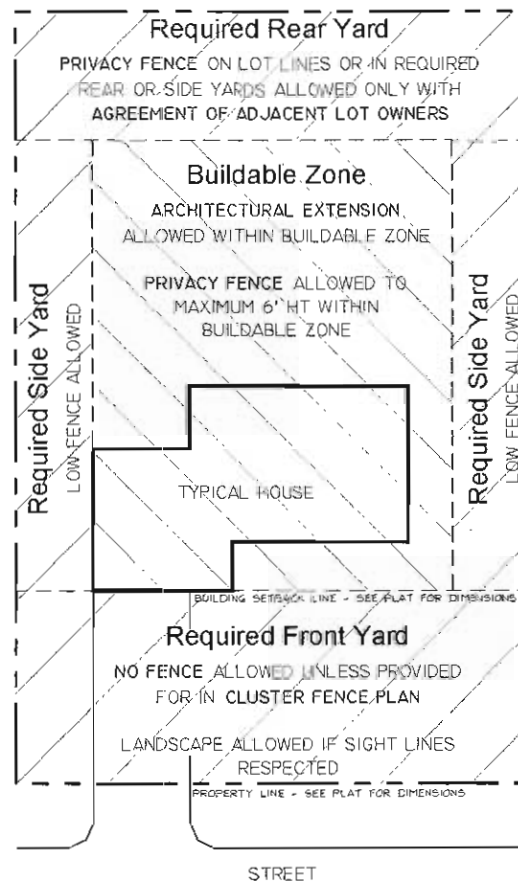 Required Rear Yard
PRIVACY FENCE ON LOT LINES OR IN REQUIRED
REAR OR SIDE YARDS ALLOWED ONLY WITH
AGREEMENT OF ADJACENT LOT OWNERS
Buildable Zone
ARCHITECTURAL EXTENSION
ALLOWED WITHIN BUILDABLE ZONE
PRIVACY FENCE ALLOWED TO
MAXIMUM 6' HT WITHIN
BUILDABLE ZONE
Required Side Yard
LOW FENCE ALLOWED
Required Side Yard
LOW FENCE ALLOWED
TYPICAL HOUSE
BUILDING SETBACK LINE - SEE PLAT FOR DIMENSIONS
Required Front Yard
NO FENCE ALLOWED UNLESS PROVIDED
FOR IN CLUSTER FENCE PLAN
LANDSCAPE ALLOWED IF SIGHT LINES
RESPECTED
PROPERTY LINE - SEE PLAT FOR DIMENSIONS
STREET